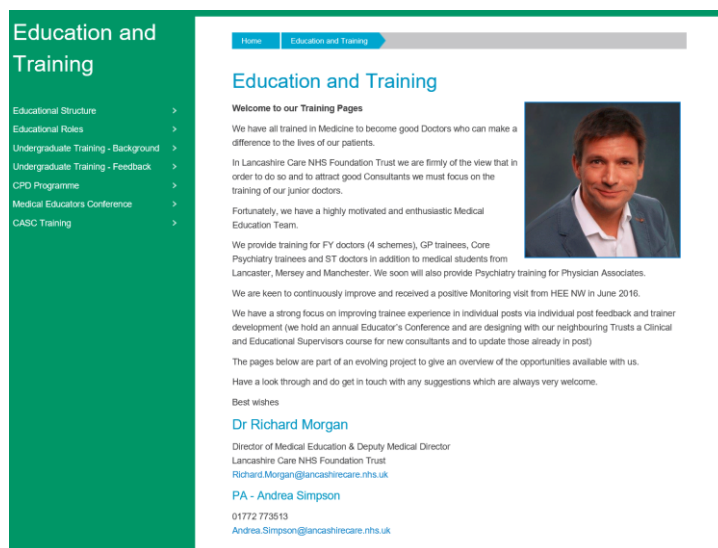 Education and
Training
Educational Structure >
Educational Roles >
Undergraduate Training - Background >
Undergraduate Training - Feedback >
CPD Programme >
Medical Educators Conference >
CASC Training >
Home Education and Training
Education and Training
Welcome to our Training Pages
We have all trained in Medicine to become good Doctors who can make a
difference to the lives of our patients.
In Lancashire Care NHS Foundation Trust we are firmly of the view that in
order to do so and to attract good Consultants we must focus on the
training of our junior doctors.
Fortunately, we have a highly motivated and enthusiastic Medical
Education Team.
We provide training for FY doctors (4 schemes), GP trainees, Core
Psychiatry trainees and ST doctors in addition to medical students from
Lancaster, Mersey and Manchester. We soon will also provide Psychiatry training for Physician Associates.
We are keen to continuously improve and received a positive Monitoring visit from HEE NW in June 2016.
We have a strong focus on improving trainee experience in individual posts via individual post feedback and trainer
development (we hold an annual Educator's Conference and are designing with our neighbouring Trusts a Clinical
and Educational Supervisors course for new consultants and to update those already in post)
The pages below are part of an evolving project to give an overview of the opportunities available with us.
Have a look through and do get in touch with any suggestions which are always very welcome.
Best wishes
Dr Richard Morgan
Director of Medical Education & Deputy Medical Director
Lancashire Care NHS Foundation Trust
Richard.Morgan@lancashirecare.nhs.uk
PA - Andrea Simpson
01772 773513
Andrea.Simpson@lancashirecare.nhs.uk